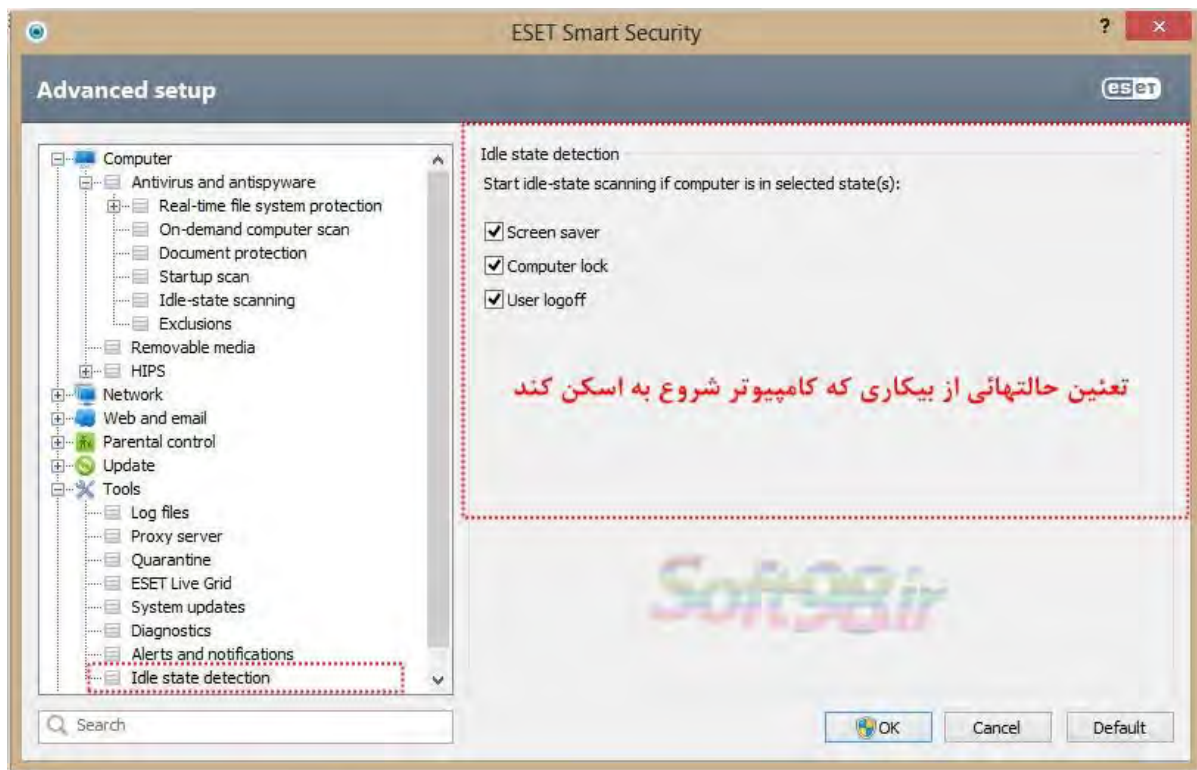 ESET Smart Security
?
Advanced setup
eseT
Computer
Antivirus and antispyware
Real-time file system protection
On-demand computer scan
Document protection
Startup scan
Idle-state scanning
Exclusions
Removable media
HIPS
Network
Web and email
Parental control
Update
Tools
Log files
Proxy server
Quarantine
ESET Live Grid
System updates
Diagnostics
Alerts and notifications
Idle state detection
Search
Idle state detection
Start idle-state scanning if computer is in selected state(s):
Screen saver
Computer lock
User logoff
تعئین حالتهائی از بیکاری که کامپیوتر شروع به اسکن کند
OK
Cancel
Default